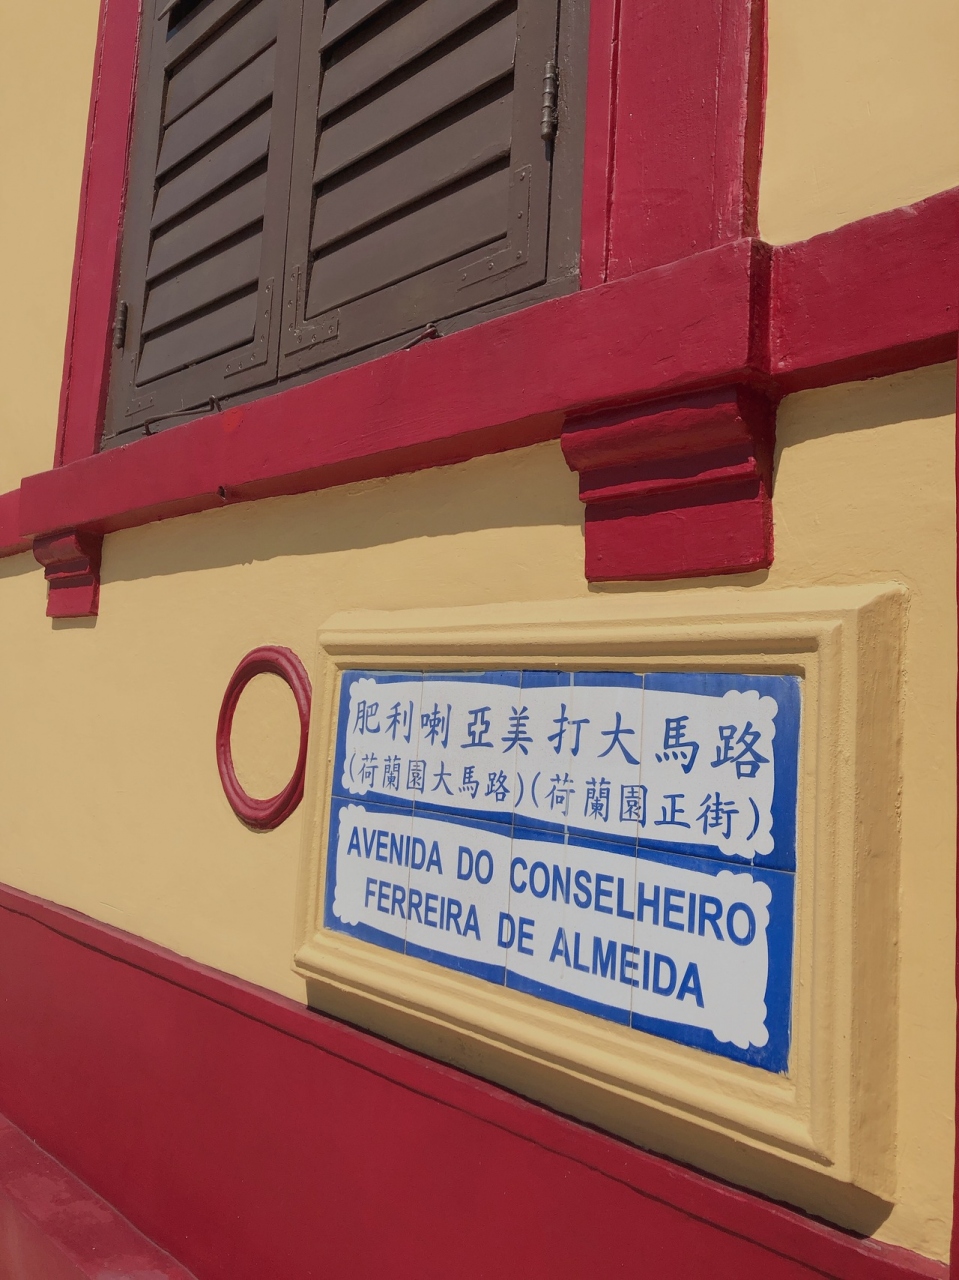 肥利喇亞美打大馬路
(荷蘭園大馬路)(荷蘭園正街)
AVENIDA DO CONSELHEIRO
FERREIRA DE ALMEIDA